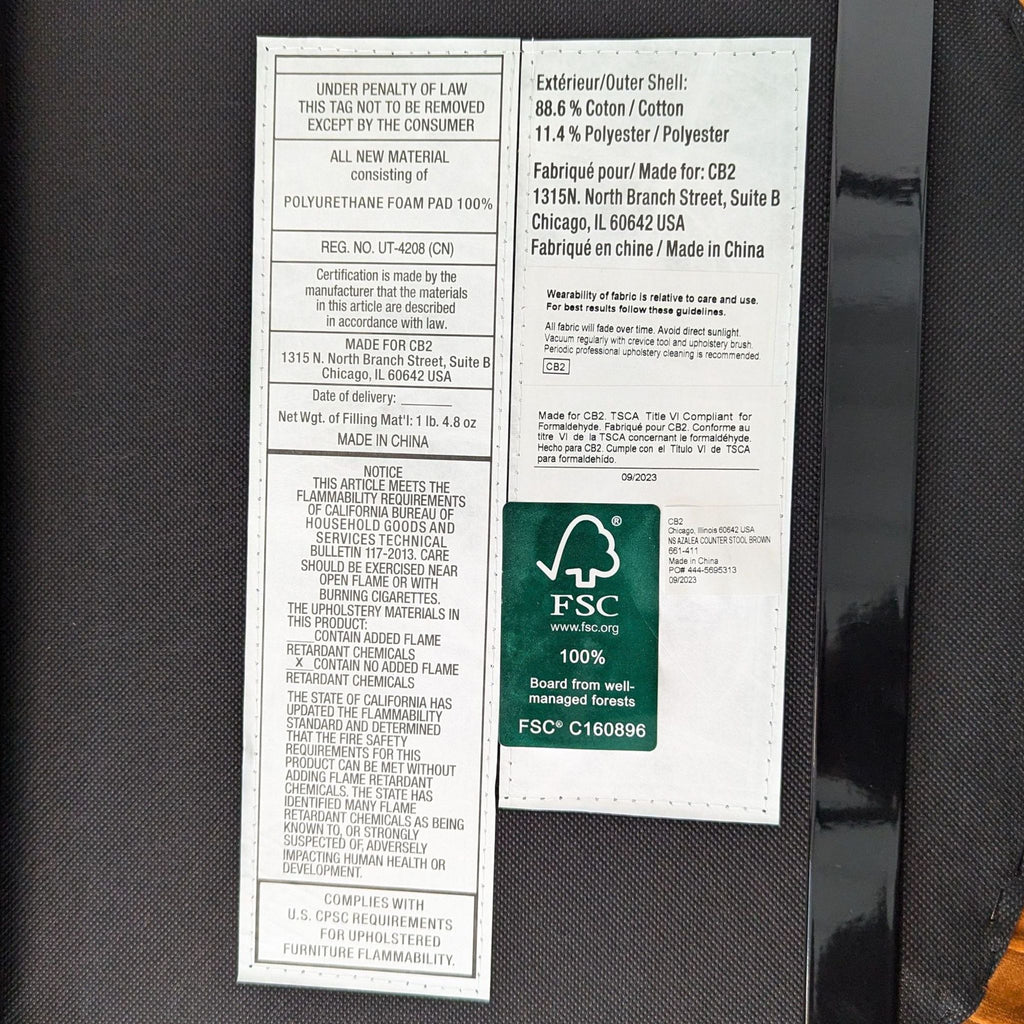 UNDER PENALTY OF LAW
THIS TAG NOT TO BE REMOVED
EXCEPT BY THE CONSUMER
ALL NEW MATERIAL
consisting of
POLYURETHANE FOAM PAD 100%
REG. NO. UT-4208 (CN)
Certification is made by the
manufacturer that the materials
in this article are described
in accordance with law.
MADE FOR CB2
1315 N. North Branch Street, Suite B
Chicago, IL 60642 USA
Date of delivery: ________
Net Wgt. of Filling Mat'l: 1 lb. 4.8 oz
MADE IN CHINA
NOTICE
THIS ARTICLE MEETS THE
FLAMMABILITY REQUIREMENTS
OF CALIFORNIA BUREAU OF
HOUSEHOLD GOODS AND
SERVICES TECHNICAL
BULLETIN 117-2013. CARE
SHOULD BE EXERCISED NEAR
OPEN FLAME OR WITH
BURNING CIGARETTES.
THE UPHOLSTERY MATERIALS IN
THIS PRODUCT:
____CONTAIN ADDED FLAME
RETARDANT CHEMICALS
_X_CONTAIN NO ADDED FLAME
RETARDANT CHEMICALS
THE STATE OF CALIFORNIA HAS
UPDATED THE FLAMMABILITY
STANDARD AND DETERMINED
THAT THE FIRE SAFETY
REQUIREMENTS FOR THIS
PRODUCT CAN BE MET WITHOUT
ADDING FLAME RETARDANT
CHEMICALS. THE STATE HAS
IDENTIFIED MANY FLAME
RETARDANT CHEMICALS AS BEING
KNOWN TO, OR STRONGLY
SUSPECTED OF, ADVERSELY
IMPACTING HUMAN HEALTH OR
DEVELOPMENT.
COMPLIES WITH
U.S. CPSC REQUIREMENTS
FOR UPHOLSTERED
FURNITURE FLAMMABILITY.
Extérieur/Outer Shell:
88.6 % Coton / Cotton
11.4 % Polyester / Polyester
Fabriqué pour/ Made for: CB2
1315N. North Branch Street, Suite B
Chicago, IL 60642 USA
Fabriqué en chine / Made in China
Wearability of fabric is relative to care and use.
For best results follow these guidelines.
All fabric will fade over time. Avoid direct sunlight.
Vacuum regularly with crevice tool and upholstery brush.
Periodic professional upholstery cleaning is recommended.
CB2
Made for CB2. TSCA Title VI Compliant for
Formaldehyde. Fabriqué pour CB2. Conforme au
titre VI de la TSCA concernant le formaldéhyde.
Hecho para CB2. Cumple con el Título VI de TSCA
para formaldehído.
09/2023
®
FSC
www.fsc.org
100%
Board from well-
managed forests
FSC® C160896
CB2
Chicago, Illinois 60642 USA
NS AZALEA COUNTER STOOL BROWN
661-411
Made in China
PO# 444-5695313
09/2023